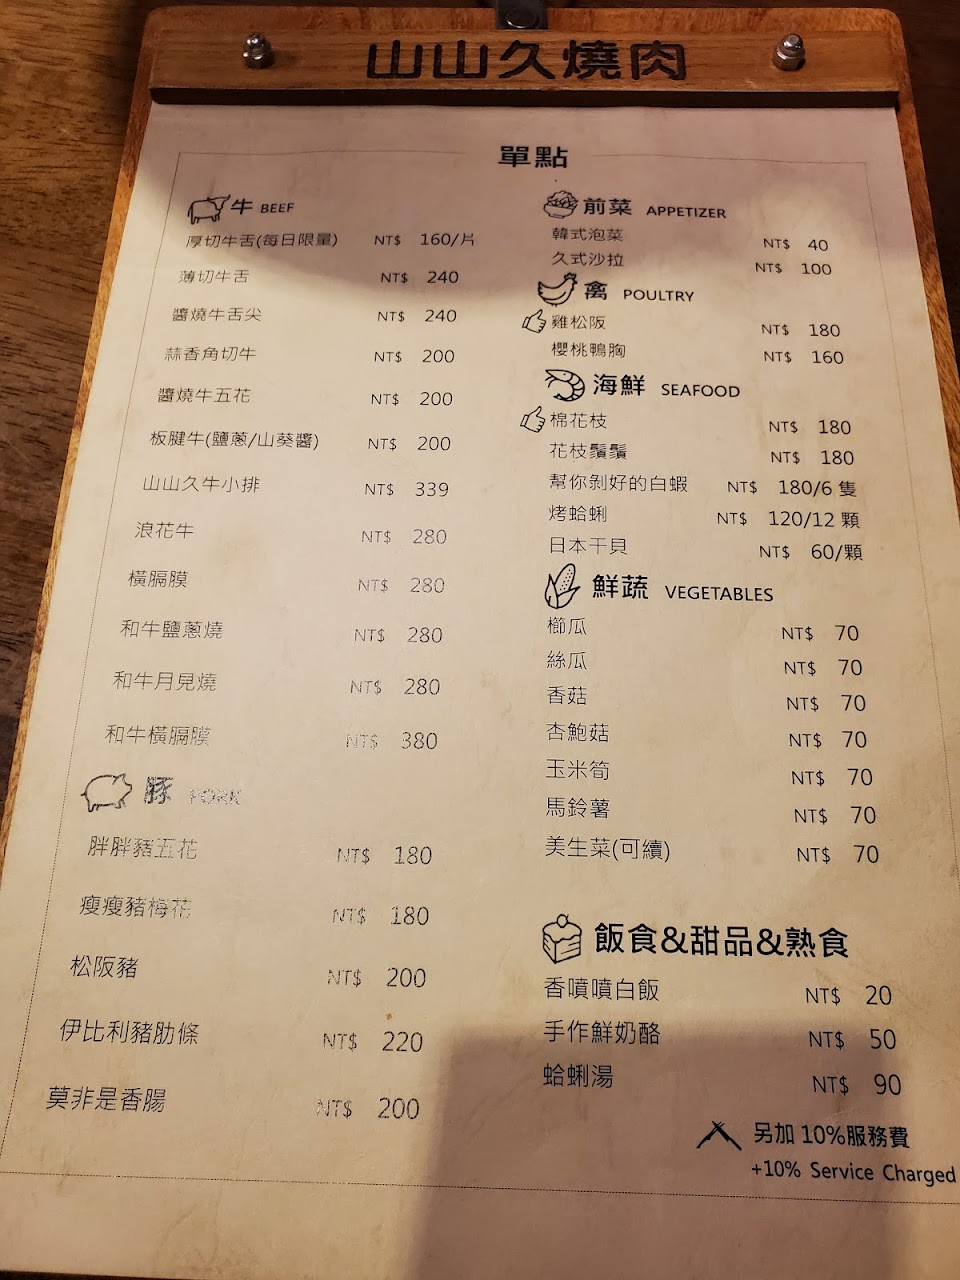 山山久燒肉
單點
牛 BEEF
厚切牛舌(每日限量) NT$ 160/片
薄切牛舌 NT$ 240
醬燒牛舌尖 NT$ 240
蒜香角切牛 NT$ 200
醬燒牛五花 NT$ 200
板腱牛(鹽蔥/山葵醬) NT$ 200
山山久牛小排 NT$ 339
浪花牛 NT$ 280
橫膈膜 NT$ 280
和牛鹽蔥燒 NT$ 280
和牛月見燒 NT$ 280
和牛橫膈膜 NT$ 380
豚 PORK
胖胖豬五花 NT$ 180
瘦瘦豬梅花 NT$ 180
松阪豬 NT$ 200
伊比利豬肋條 NT$ 220
莫非是香腸 NT$ 200
前菜 APPETIZER
韓式泡菜 NT$ 40
久式沙拉 NT$ 100
禽 POULTRY
雞松阪 NT$ 180
櫻桃鴨胸 NT$ 160
海鮮 SEAFOOD
棉花枝 NT$ 180
花枝鬚鬚 NT$ 180
幫你剝好的白蝦 NT$ 180/6 隻
烤蛤蜊 NT$ 120/12 顆
日本干貝 NT$ 60/顆
鮮蔬 VEGETABLES
櫛瓜 NT$ 70
絲瓜 NT$ 70
香菇 NT$ 70
杏鮑菇 NT$ 70
玉米筍 NT$ 70
馬鈴薯 NT$ 70
美生菜(可續) NT$ 70
飯食&甜品&熟食
香噴噴白飯 NT$ 20
手作鮮奶酪 NT$ 50
蛤蜊湯 NT$ 90
另加 10%服務費
+10% Service Charged